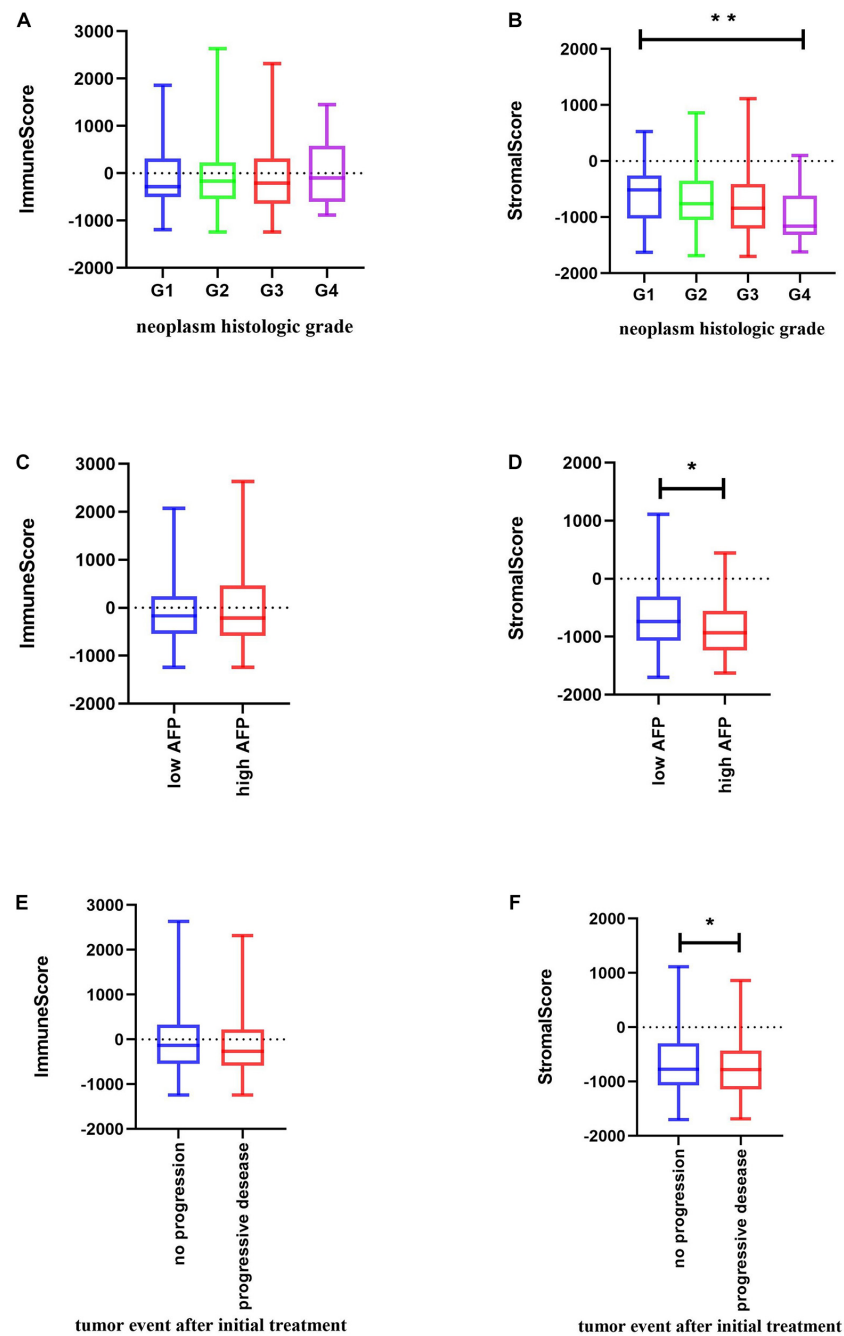 A
ImmuneScore
3000
2000
1000
0
-1000
-2000
G1 G2 G3 G4
neoplasm histologic grade
B
StromalScore
* *
2000
1000
0
-1000
-2000
G1 G2 G3 G4
neoplasm histologic grade
C
ImmuneScore
3000
2000
1000
0
-1000
-2000
low AFP
high AFP
D
StromalScore
*
2000
1000
0
-1000
-2000
low AFP
high AFP
E
ImmuneScore
3000
2000
1000
0
-1000
-2000
no progression
progressive desease
tumor event after initial treatment
F
StromalScore
*
2000
1000
0
-1000
-2000
no progression
progressive desease
tumor event after initial treatment